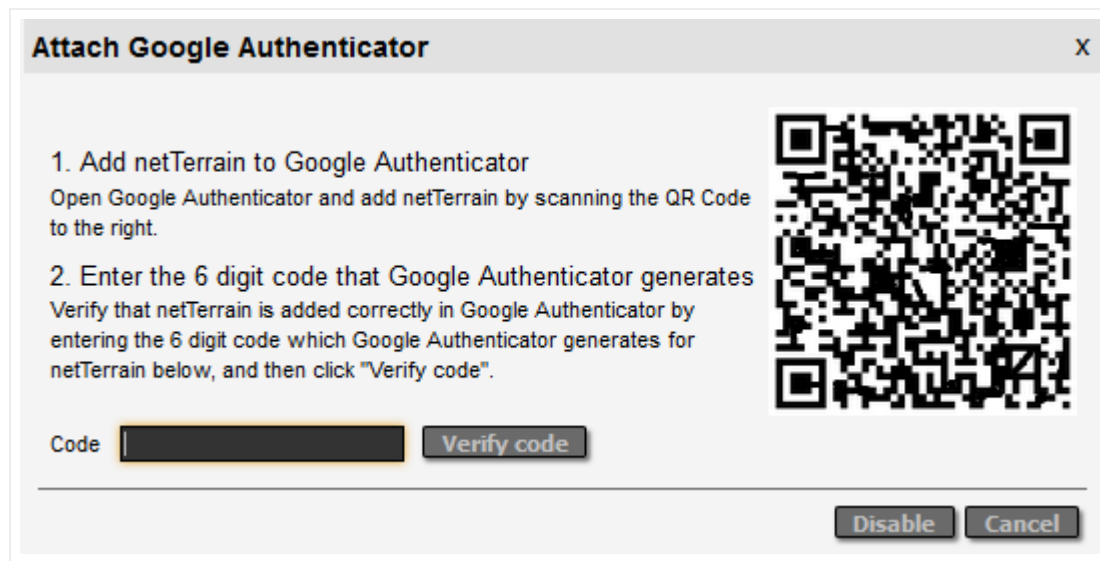 Attach Google Authenticator x
1. Add netTerrain to Google Authenticator
Open Google Authenticator and add netTerrain by scanning the QR Code
to the right.
2. Enter the 6 digit code that Google Authenticator generates
Verify that netTerrain is added correctly in Google Authenticator by
entering the 6 digit code which Google Authenticator generates for
netTerrain below, and then click "Verify code".
Code Verify code
Disable Cancel